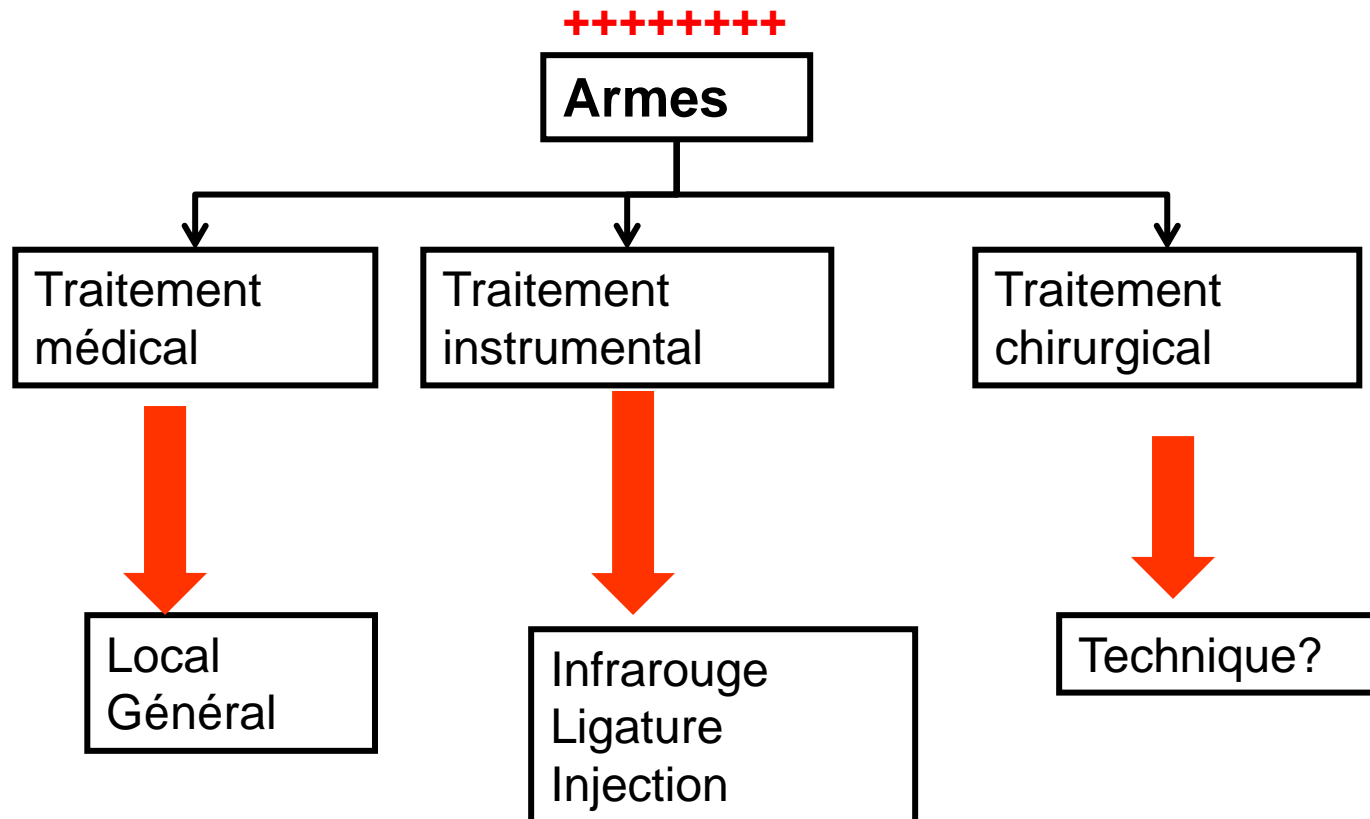 ++++++++
Armes
Traitement
médical
Traitement
instrumental
Traitement
chirurgical
Local
Général
Infrarouge
Ligature
Injection
Technique?